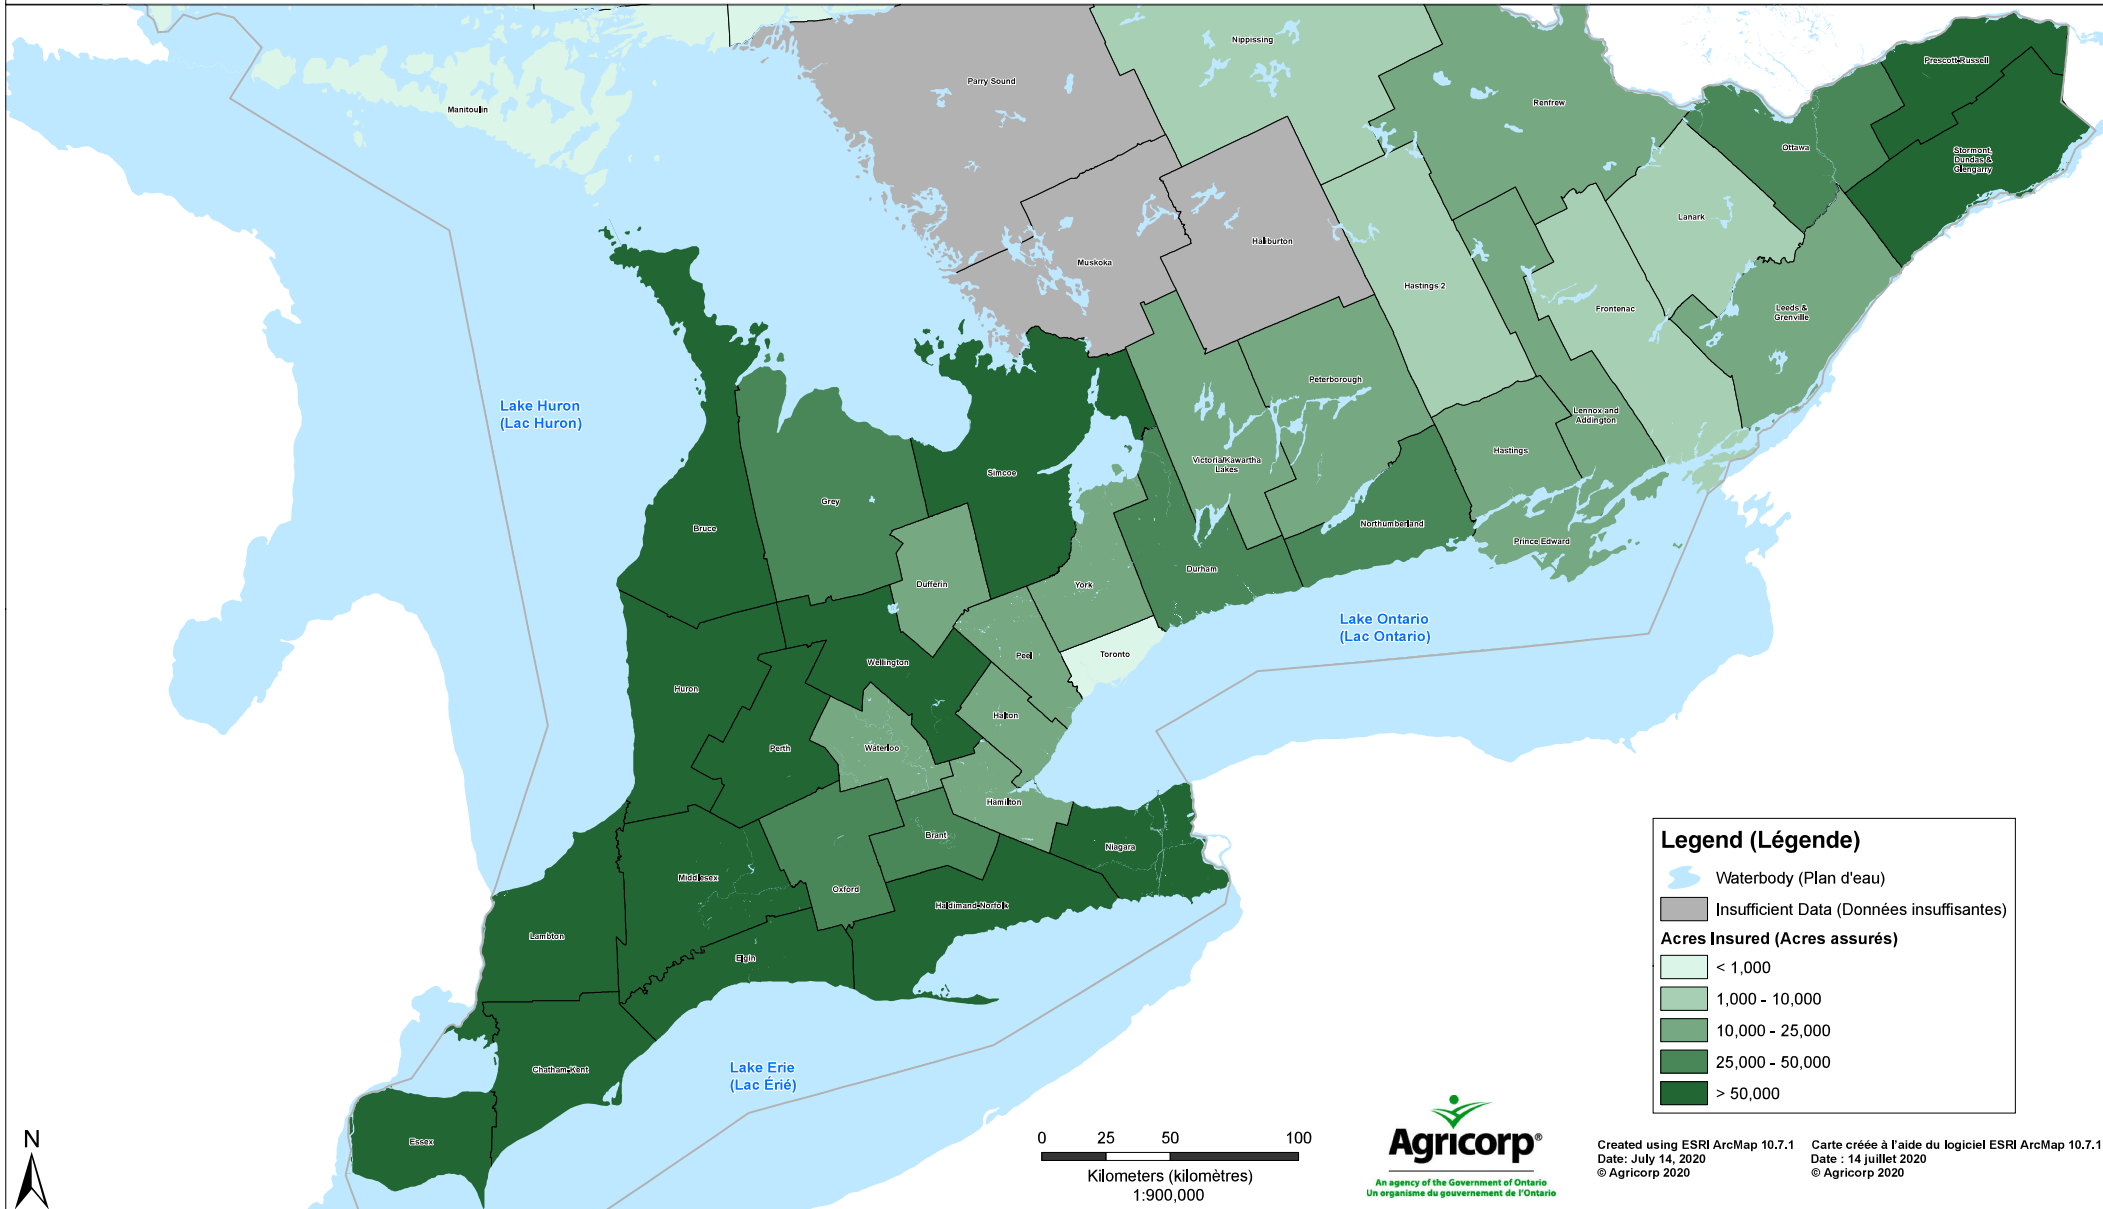 Nippissing
Parry Sound
Manitoulin
Renfrew
Prescott-Russell
Ottawa
Stormont,
Dundas &
Glengarry
Lanark
Haliburton
Muskoka
Hastings 2
Frontenac
Leeds &
Grenville
Peterborough
Lake Huron
(Lac Huron)
Lennox and
Addington
Hastings
Victoria/Kawartha
Lakes
Simcoe
Grey
Bruce
Northumberland
Prince Edward
Durham
York
Dufferin
Lake Ontario
(Lac Ontario)
Toronto
Peel
Wellington
Huron
Halton
Waterloo
Perth
Hamilton
Brant
Niagara
Middlesex
Oxford
Haldimand-Norfolk
Lambton
Elgin
Chatham-Kent
Lake Erie
(Lac Érié)
Essex
Legend (Légende)
Waterbody (Plan d'eau)
Insufficient Data (Données insuffisantes)
Acres Insured (Acres assurés)
< 1,000
1,000 - 10,000
10,000 - 25,000
25,000 - 50,000
> 50,000
N
0 25 50 100
Kilometers (kilomètres)
1:900,000
Agricorp®
An agency of the Government of Ontario
Un organisme du gouvernement de l'Ontario
Created using ESRI ArcMap 10.7.1
Date: July 14, 2020
© Agricorp 2020
Carte créée à l'aide du logiciel ESRI ArcMap 10.7.1
Date : 14 juillet 2020
© Agricorp 2020